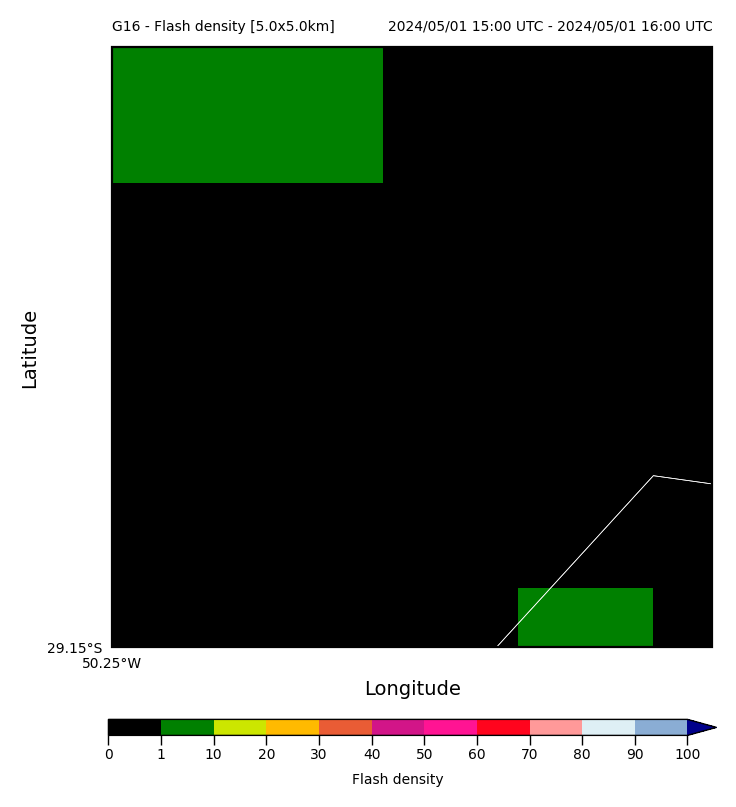 G16 - Flash density [5.0x5.0km] 2024/05/01 15:00 UTC - 2024/05/01 16:00 UTC
Latitude
29.15°S
50.25°W
Longitude
0 1 10 20 30 40 50 60 70 80 90 100
Flash density